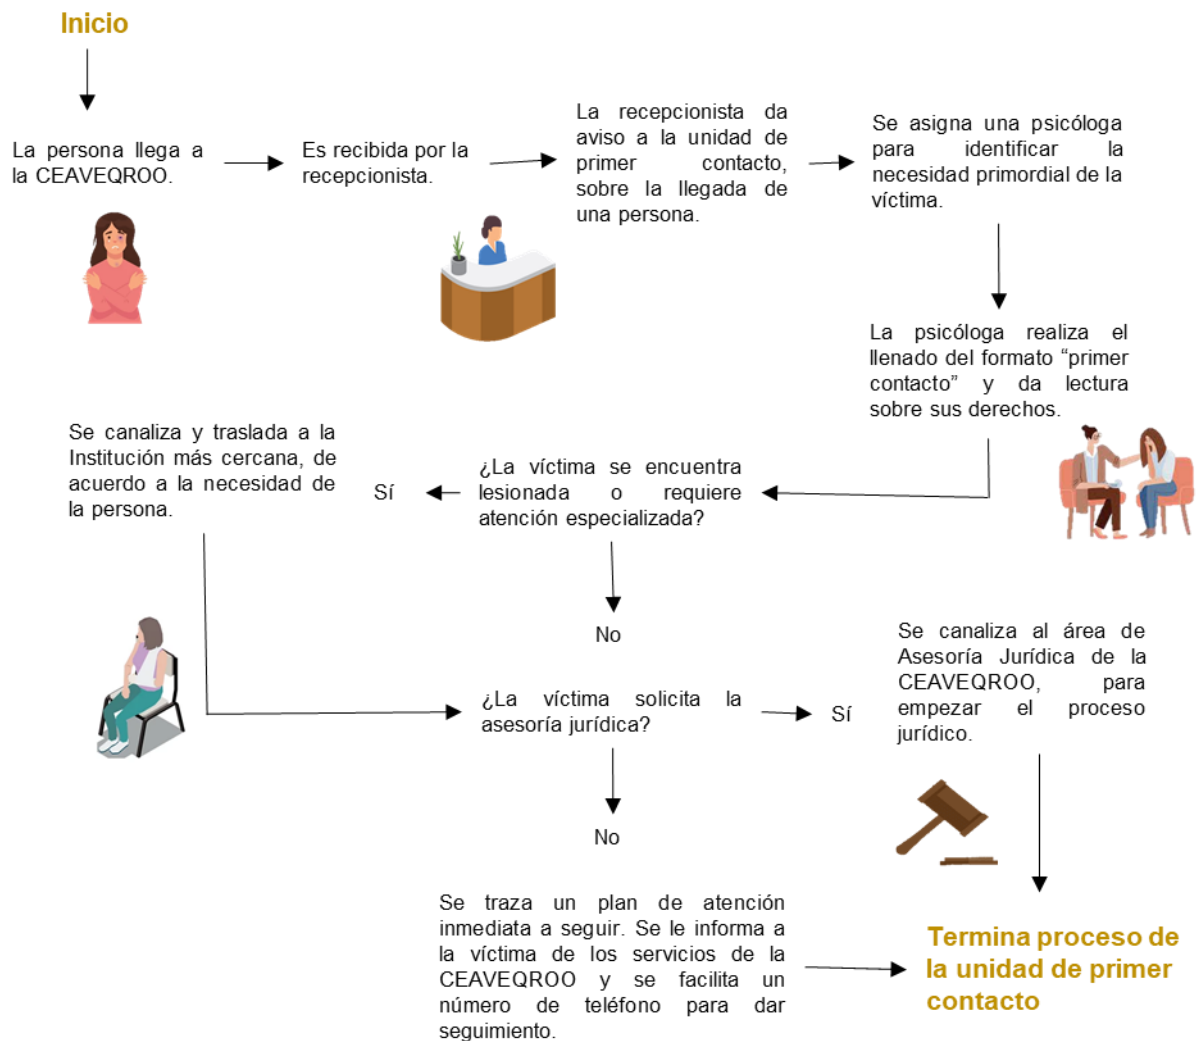 Inicio
La persona llega a
la CEAVEQROO.
Es recibida por la
recepcionista.
La recepcionista da
aviso a la unidad de
primer contacto,
sobre la llegada de
una persona.
Se asigna una psicóloga
para identificar la
necesidad primordial de la
víctima.
La psicóloga realiza el
llenado del formato “primer
contacto” y da lectura
sobre sus derechos.
¿La víctima se encuentra
lesionada o requiere
atención especializada?
Sí
Se canaliza y traslada a la
Institución más cercana, de
acuerdo a la necesidad de
la persona.
No
¿La víctima solicita la
asesoría jurídica?
Sí
Se canaliza al área de
Asesoría Jurídica de la
CEAVEQROO, para
empezar el proceso
jurídico.
No
Se traza un plan de atención
inmediata a seguir. Se le informa a
la víctima de los servicios de la
CEAVEQROO y se facilita un
número de teléfono para dar
seguimiento.
Termina proceso de
la unidad de primer
contacto